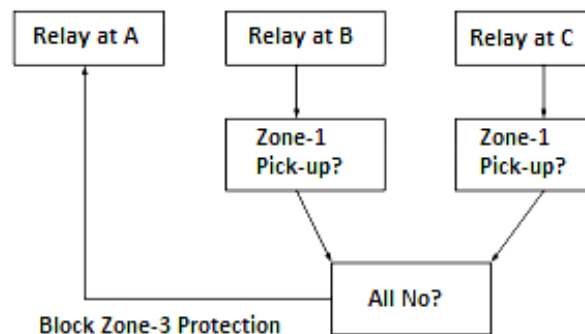 Relay at A
Relay at B
Relay at C
Zone-1
Pick-up?
Zone-1
Pick-up?
All No?
Block Zone-3 Protection